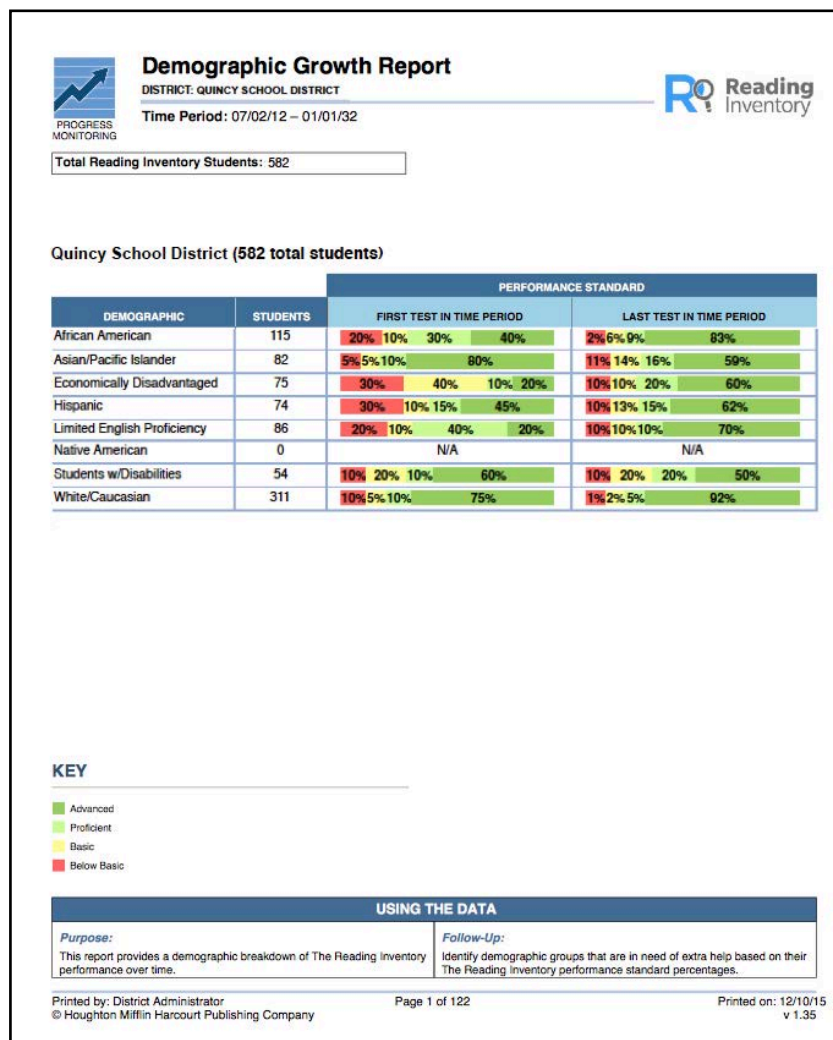 Demographic Growth Report
DISTRICT: QUINCY SCHOOL DISTRICT
Time Period: 07/02/12 – 01/01/32
PROGRESS
MONITORING
Reading
Inventory
Total Reading Inventory Students: 582
Quincy School District (582 total students)
PERFORMANCE STANDARD
DEMOGRAPHIC STUDENTS FIRST TEST IN TIME PERIOD LAST TEST IN TIME PERIOD
African American 115 20% 10% 30% 40% 2% 6% 9% 83%
Asian/Pacific Islander 82 5% 5% 10% 80% 11% 14% 16% 59%
Economically Disadvantaged 75 30% 40% 10% 20% 10% 10% 20% 60%
Hispanic 74 30% 10% 15% 45% 10% 13% 15% 62%
Limited English Proficiency 86 20% 10% 40% 20% 10% 10% 10% 70%
Native American 0 N/A N/A
Students w/Disabilities 54 10% 20% 10% 60% 10% 20% 20% 50%
White/Caucasian 311 10% 5% 10% 75% 1% 2% 5% 92%
KEY
Advanced
Proficient
Basic
Below Basic
USING THE DATA
Purpose:
This report provides a demographic breakdown of The Reading Inventory
performance over time.
Follow-Up:
Identify demographic groups that are in need of extra help based on their
The Reading Inventory performance standard percentages.
Printed by: District Administrator Page 1 of 122 Printed on: 12/10/15
© Houghton Mifflin Harcourt Publishing Company v 1.35